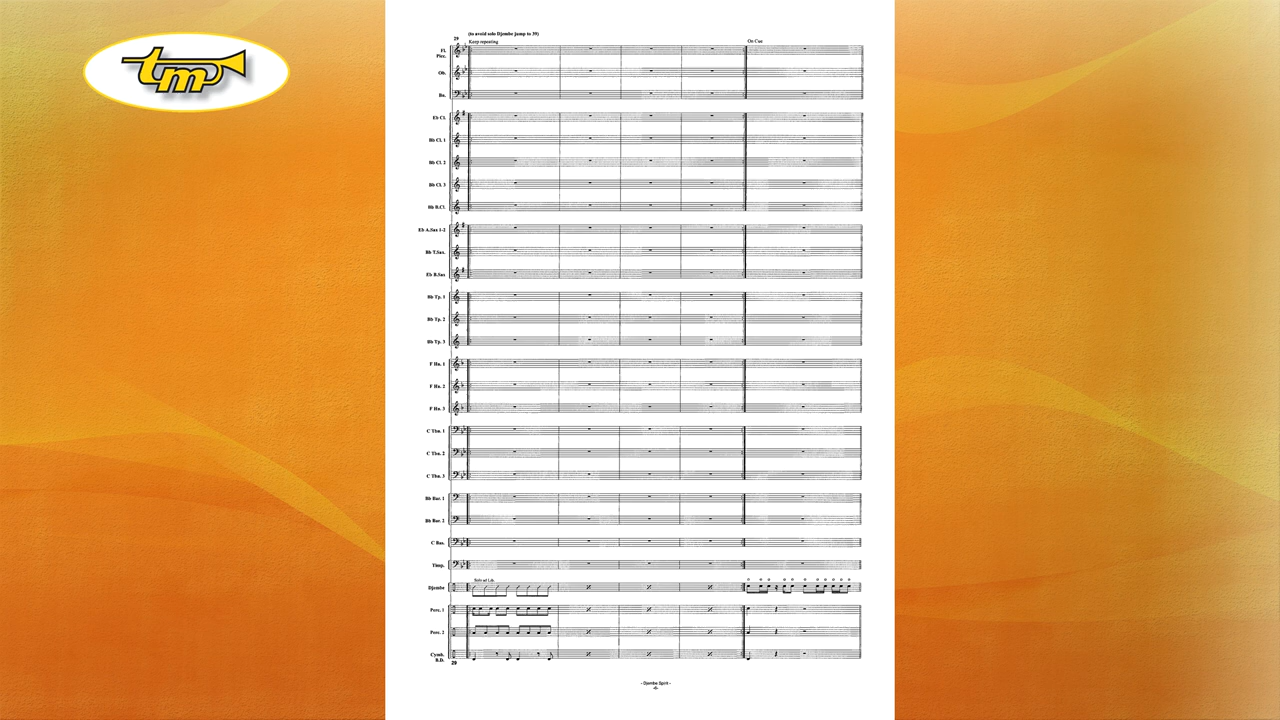 tm
(to avoid solo Djembe jump to 39)
29
Keep repeating
On Cue
Fl.
Picc.
Ob.
Bn.
Eb Cl.
Bb Cl. 1
Bb Cl. 2
Bb Cl. 3
Bb B.Cl.
Eb A.Sax 1-2
Bb T.Sax.
Eb B.Sax
Bb Tp. 1
Bb Tp. 2
Bb Tp. 3
F Hn. 1
F Hn. 2
F Hn. 3
C Tbn. 1
C Tbn. 2
C Tbn. 3
Bb Bar. 1
Bb Bar. 2
C Bas.
Timp.
Solo ad Lib.
Djembe
Perc. 1
Perc. 2
Cymb.
B.D.
29
- Djembe Spirit -
-6-